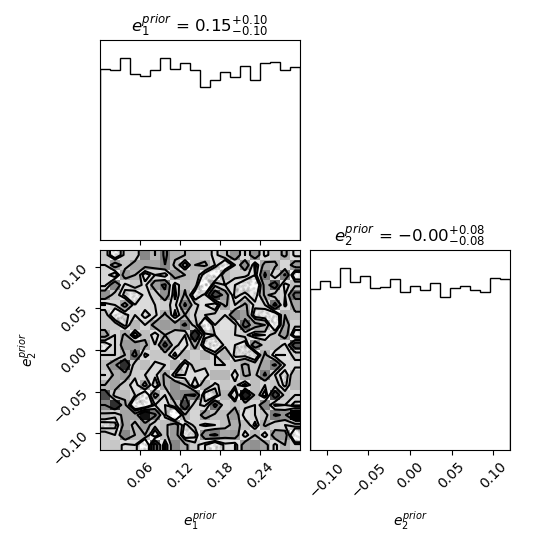 e_1^{prior} = 0.15^{+0.10}_{-0.10}
e_2^{prior} = −0.00^{+0.08}_{-0.08}
0.10
0.05
0.00
−0.05
−0.10
e_2^{prior}
0.06 0.12 0.18 0.24
e_1^{prior}
−0.10 −0.05 0.00 0.05 0.10
e_2^{prior}